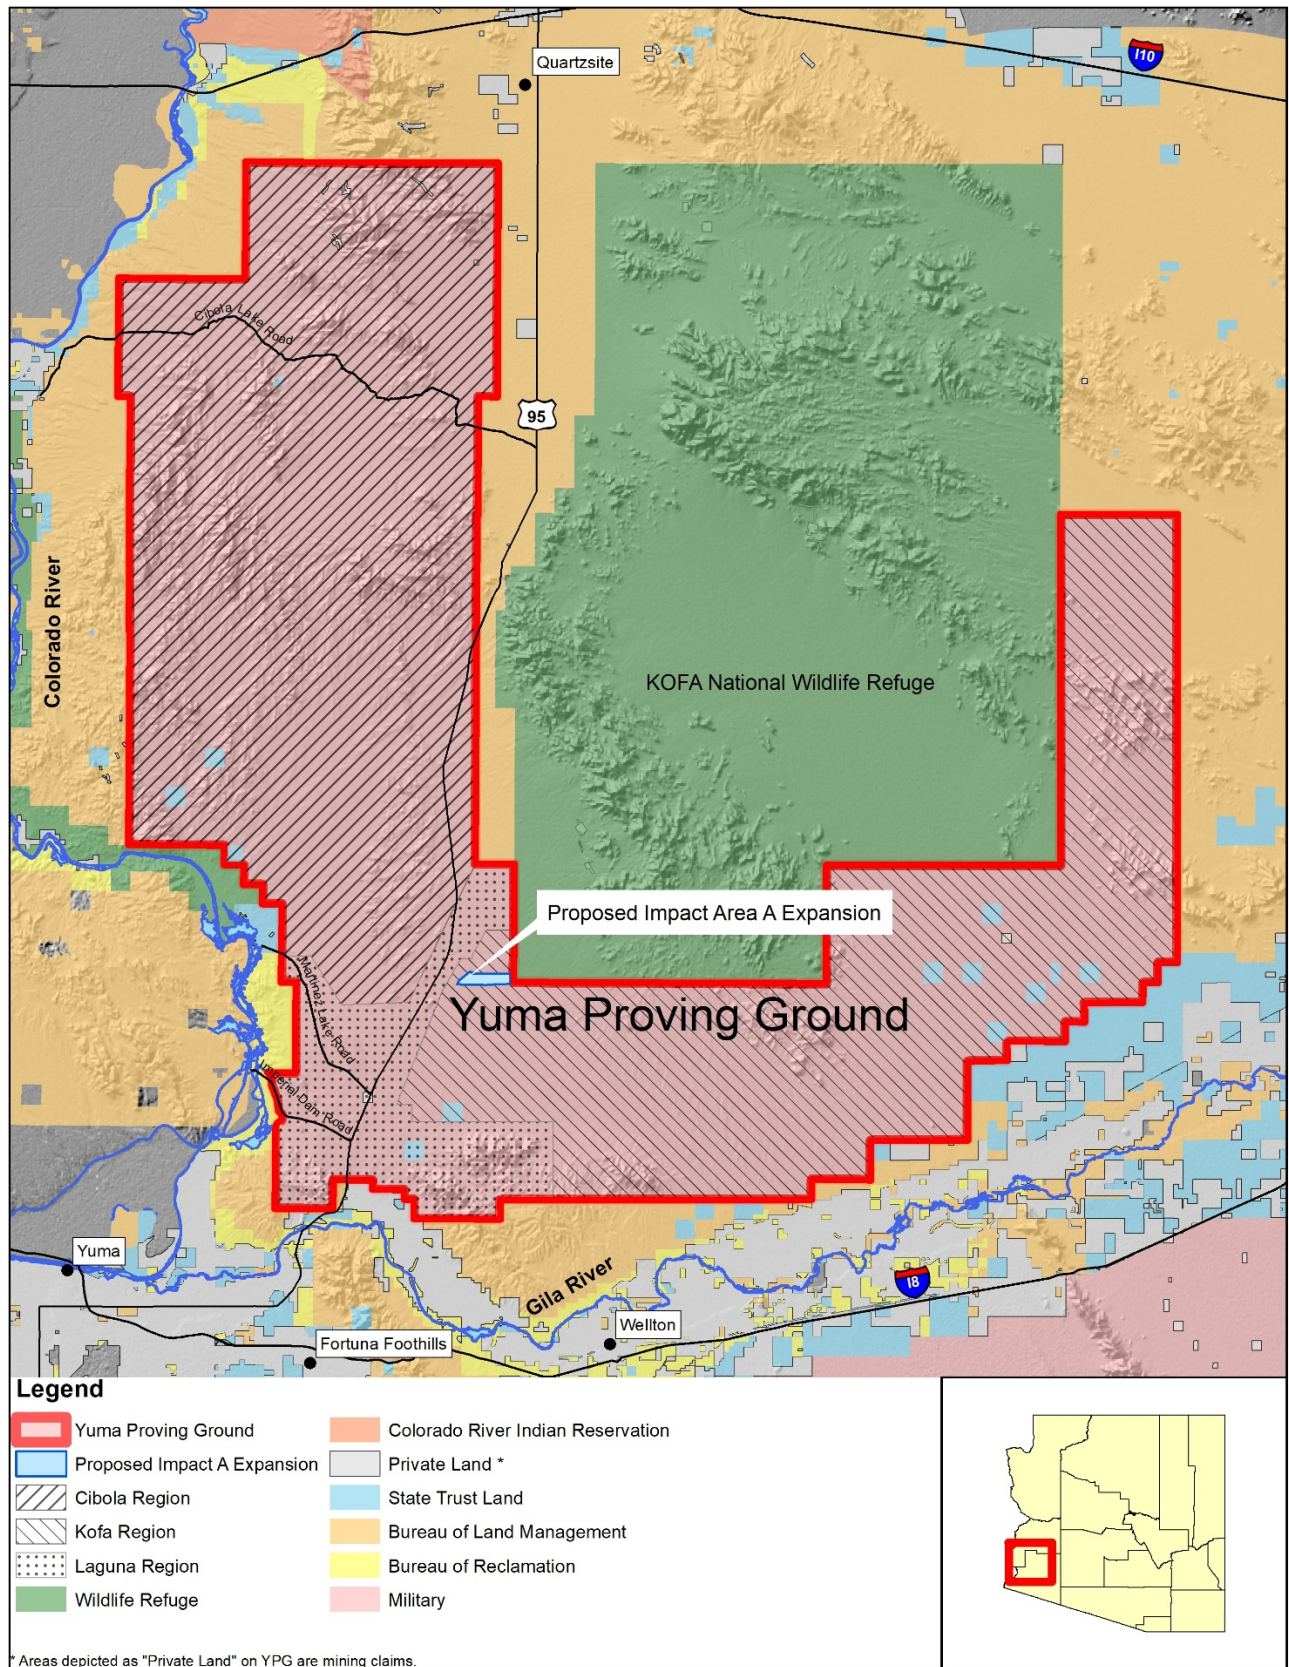 I10
Quartzsite
Cibola Lake Road
95
Colorado River
KOFA National Wildlife Refuge
Proposed Impact Area A Expansion
Yuma Proving Ground
Martinez Lake Road
Imperial Dam Road
Yuma
Gila River
I8
Wellton
Fortuna Foothills
Legend
Yuma Proving Ground
Proposed Impact A Expansion
Cibola Region
Kofa Region
Laguna Region
Wildlife Refuge
Colorado River Indian Reservation
Private Land *
State Trust Land
Bureau of Land Management
Bureau of Reclamation
Military
* Areas depicted as "Private Land" on YPG are mining claims.